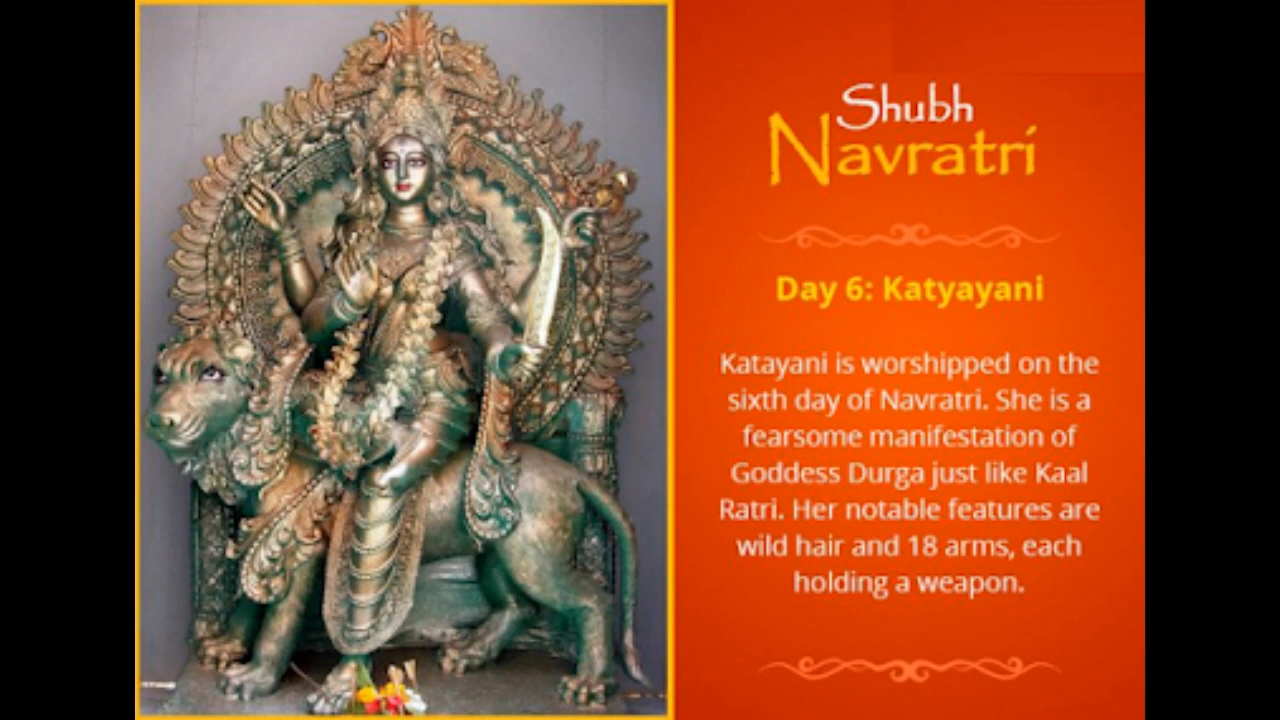 Shubh
Navratri
Day 6: Katyayani
Katayani is worshipped on the
sixth day of Navratri. She is a
fearsome manifestation of
Goddess Durga just like Kaal
Ratri. Her notable features are
wild hair and 18 arms, each
holding a weapon.